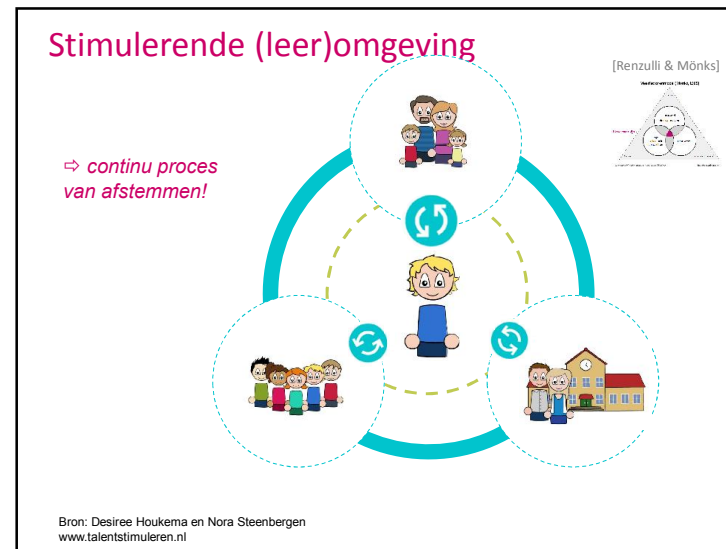 Stimulerende (leer)omgeving
[Renzulli & Mönks]
⇨ continu proces
van afstemmen!
Bron: Desiree Houkema en Nora Steenbergen
www.talentstimuleren.nl